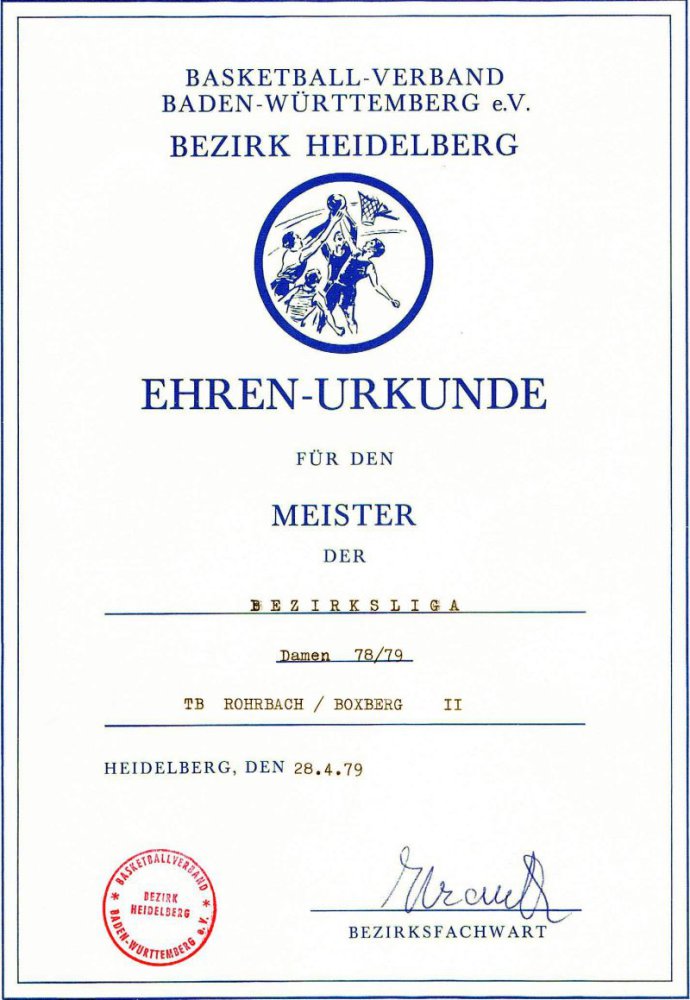 BASKETBALL-VERBAND
BADEN-WÜRTTEMBERG e.V.
BEZIRK HEIDELBERG
EHREN-URKUNDE
FÜR DEN
MEISTER
DER
BEZIRKSLIGA
Damen 78/79
TB ROHRBACH / BOXBERG II
HEIDELBERG, DEN 28.4.79
* BASKETBALLVERBAND *
BEZIRK
HEIDELBERG
BADEN-WÜRTTEMBERG e.V.
BEZIRKSFACHWART